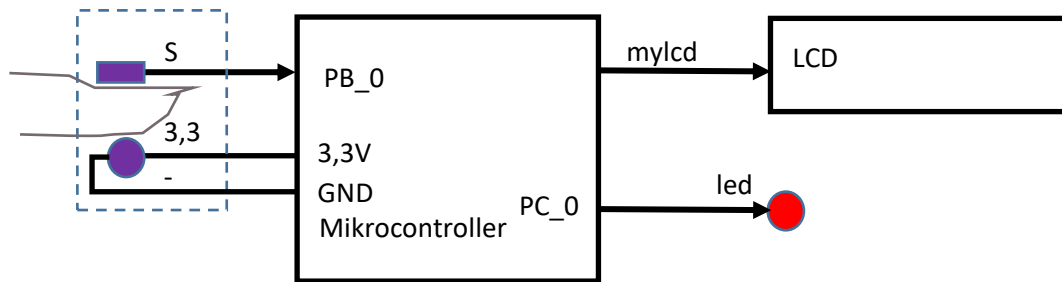 S
PB_0
3,3
3,3V
-
GND
Mikrocontroller
PC_0
mylcd
LCD
led